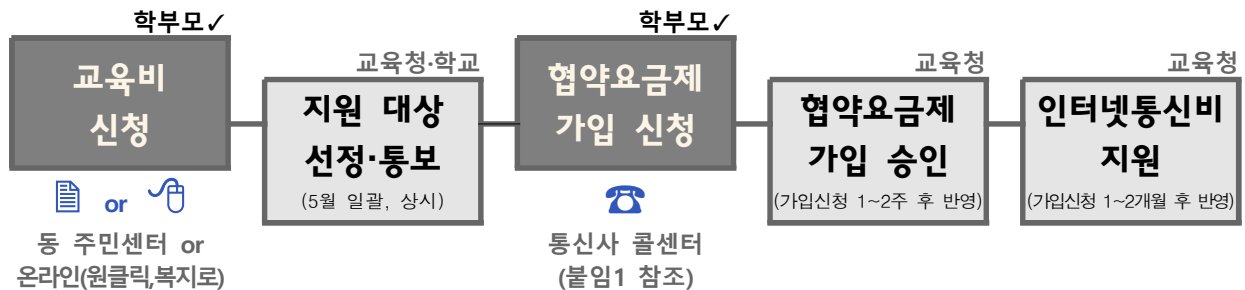 학부모✓
교육비
신청
or
동 주민센터 or
온라인(원클릭,복지로)
교육청·학교
지원 대상
선정·통보
(5월 일괄, 상시)
학부모✓
협약요금제
가입 신청
통신사 콜센터
(붙임1 참조)
교육청
협약요금제
가입 승인
(가입신청 1~2주 후 반영)
교육청
인터넷통신비
지원
(가입신청 1~2개월 후 반영)